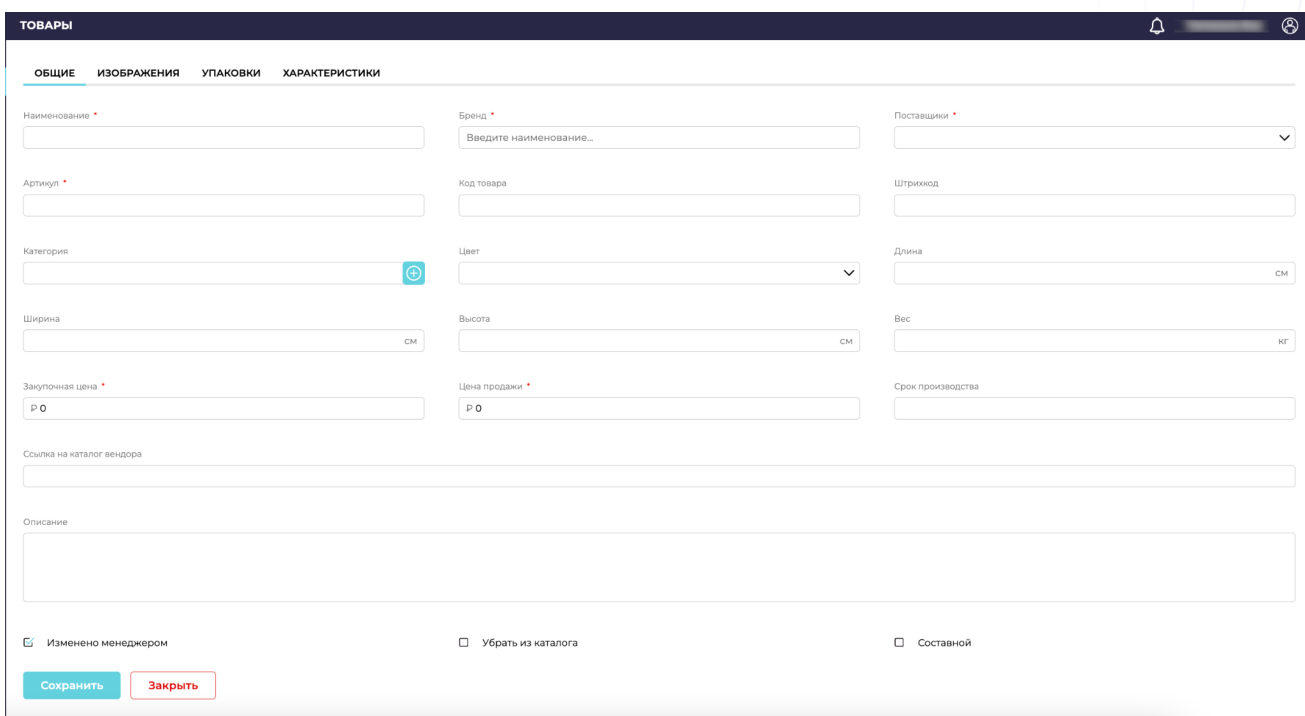 ТОВАРЫ
ОБЩИЕ ИЗОБРАЖЕНИЯ УПАКОВКИ ХАРАКТЕРИСТИКИ
Наименование * Бренд * Поставщики *
Введите наименование...
Артикул * Код товара Штрихкод
Категория Цвет Длина
см
Ширина Высота Вес
см см кг
Закупочная цена * Цена продажи * Срок производства
₽ 0 ₽ 0
Ссылка на каталог вендора
Описание
Изменено менеджером Убрать из каталога Составной
Сохранить Закрыть